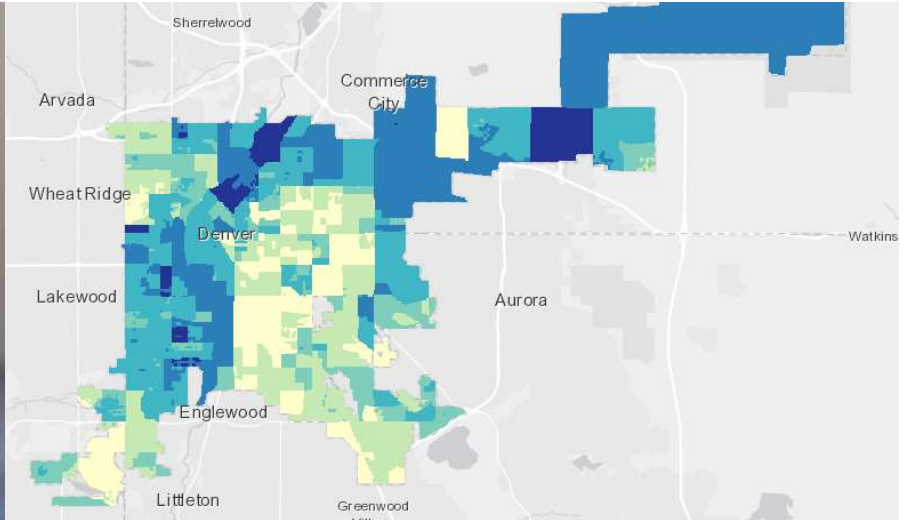 Sherrelwood
Commerce
City
Arvada
Wheat Ridge
Denver
Watkins
Lakewood
Aurora
Englewood
Littleton
Greenwood